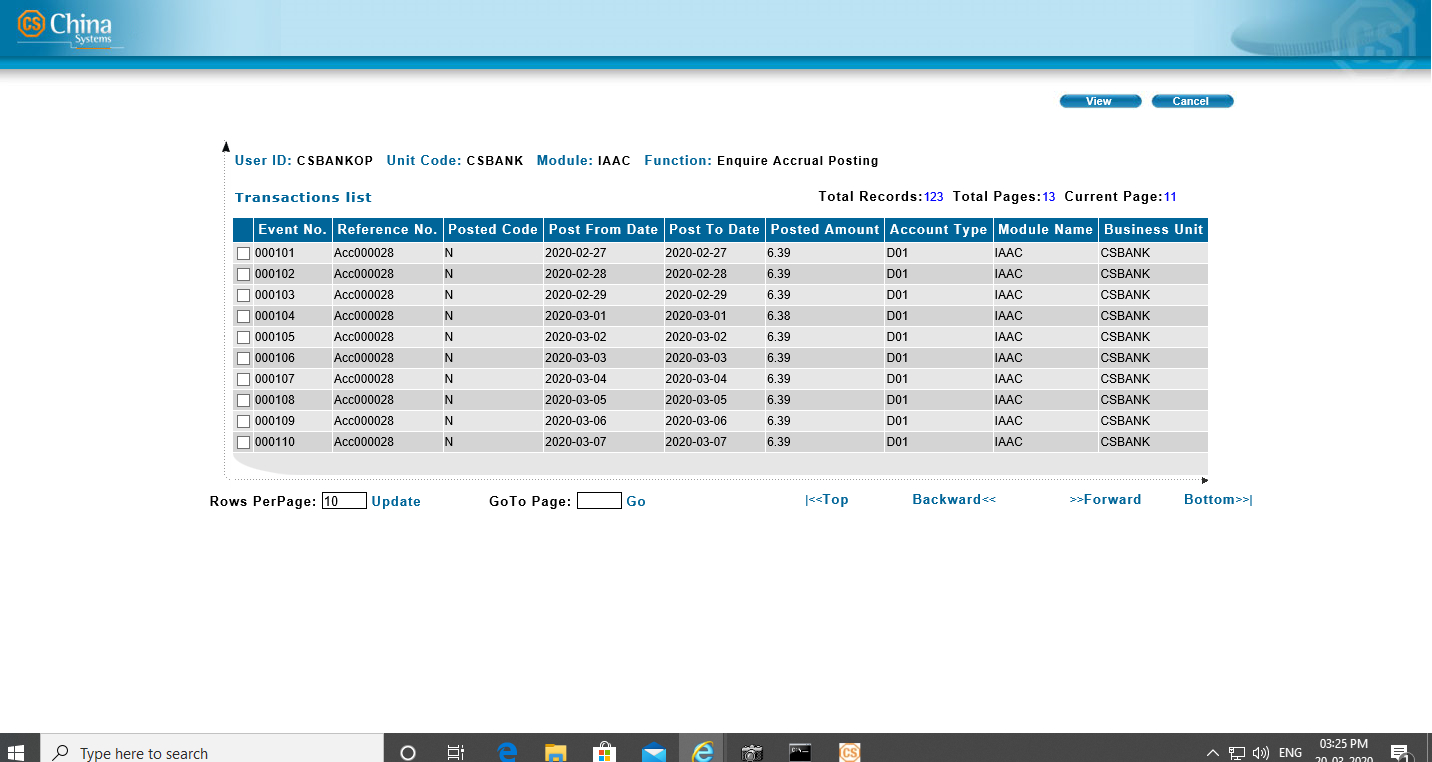 CS China
Systems
CS
View Cancel
User ID: CSBANKOP Unit Code: CSBANK Module: IAAC Function: Enquire Accrual Posting
Transactions list Total Records:123 Total Pages:13 Current Page:11
Event No. Reference No. Posted Code Post From Date Post To Date Posted Amount Account Type Module Name Business Unit
000101 Acc000028 N 2020-02-27 2020-02-27 6.39 D01 IAAC CSBANK
000102 Acc000028 N 2020-02-28 2020-02-28 6.39 D01 IAAC CSBANK
000103 Acc000028 N 2020-02-29 2020-02-29 6.39 D01 IAAC CSBANK
000104 Acc000028 N 2020-03-01 2020-03-01 6.38 D01 IAAC CSBANK
000105 Acc000028 N 2020-03-02 2020-03-02 6.39 D01 IAAC CSBANK
000106 Acc000028 N 2020-03-03 2020-03-03 6.39 D01 IAAC CSBANK
000107 Acc000028 N 2020-03-04 2020-03-04 6.39 D01 IAAC CSBANK
000108 Acc000028 N 2020-03-05 2020-03-05 6.39 D01 IAAC CSBANK
000109 Acc000028 N 2020-03-06 2020-03-06 6.39 D01 IAAC CSBANK
000110 Acc000028 N 2020-03-07 2020-03-07 6.39 D01 IAAC CSBANK
Rows PerPage: 10 Update GoTo Page: Go |<<Top Backward<< >>Forward Bottom>>|
Type here to search CS ENG 03:25 PM
20-03-2020 1